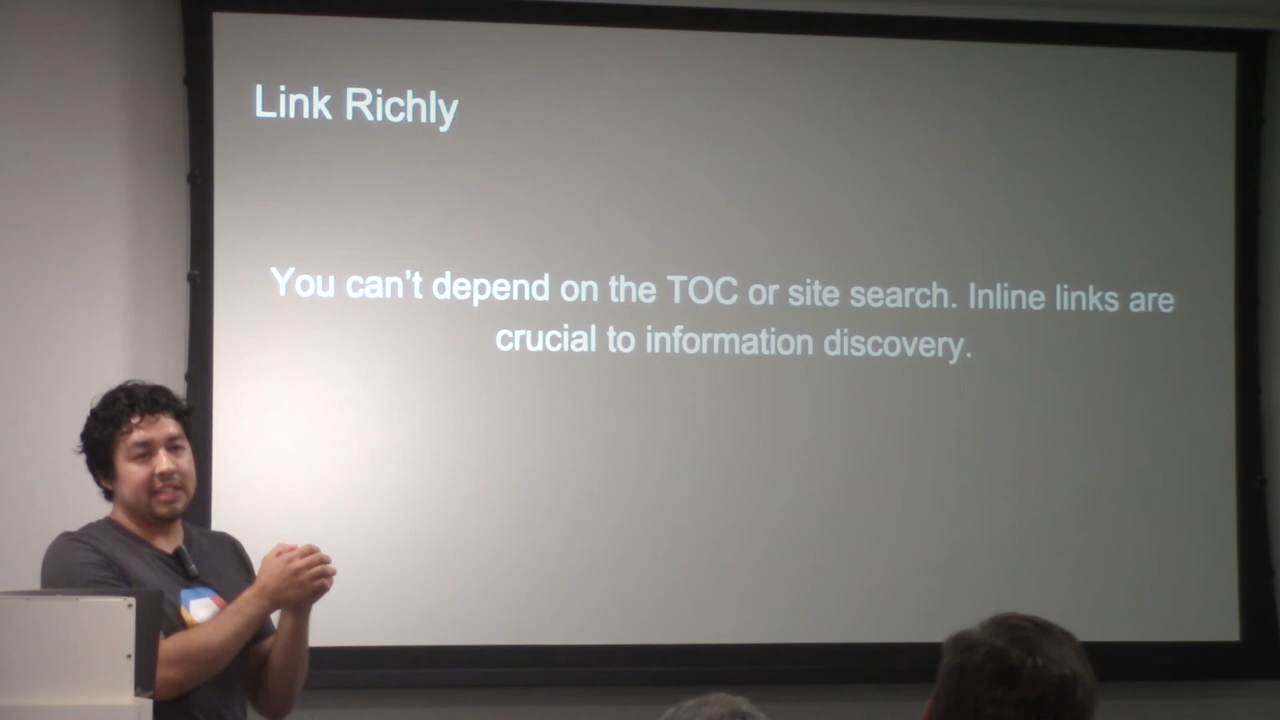 Link Richly
You can't depend on the TOC or site search. Inline links are
crucial to information discovery.